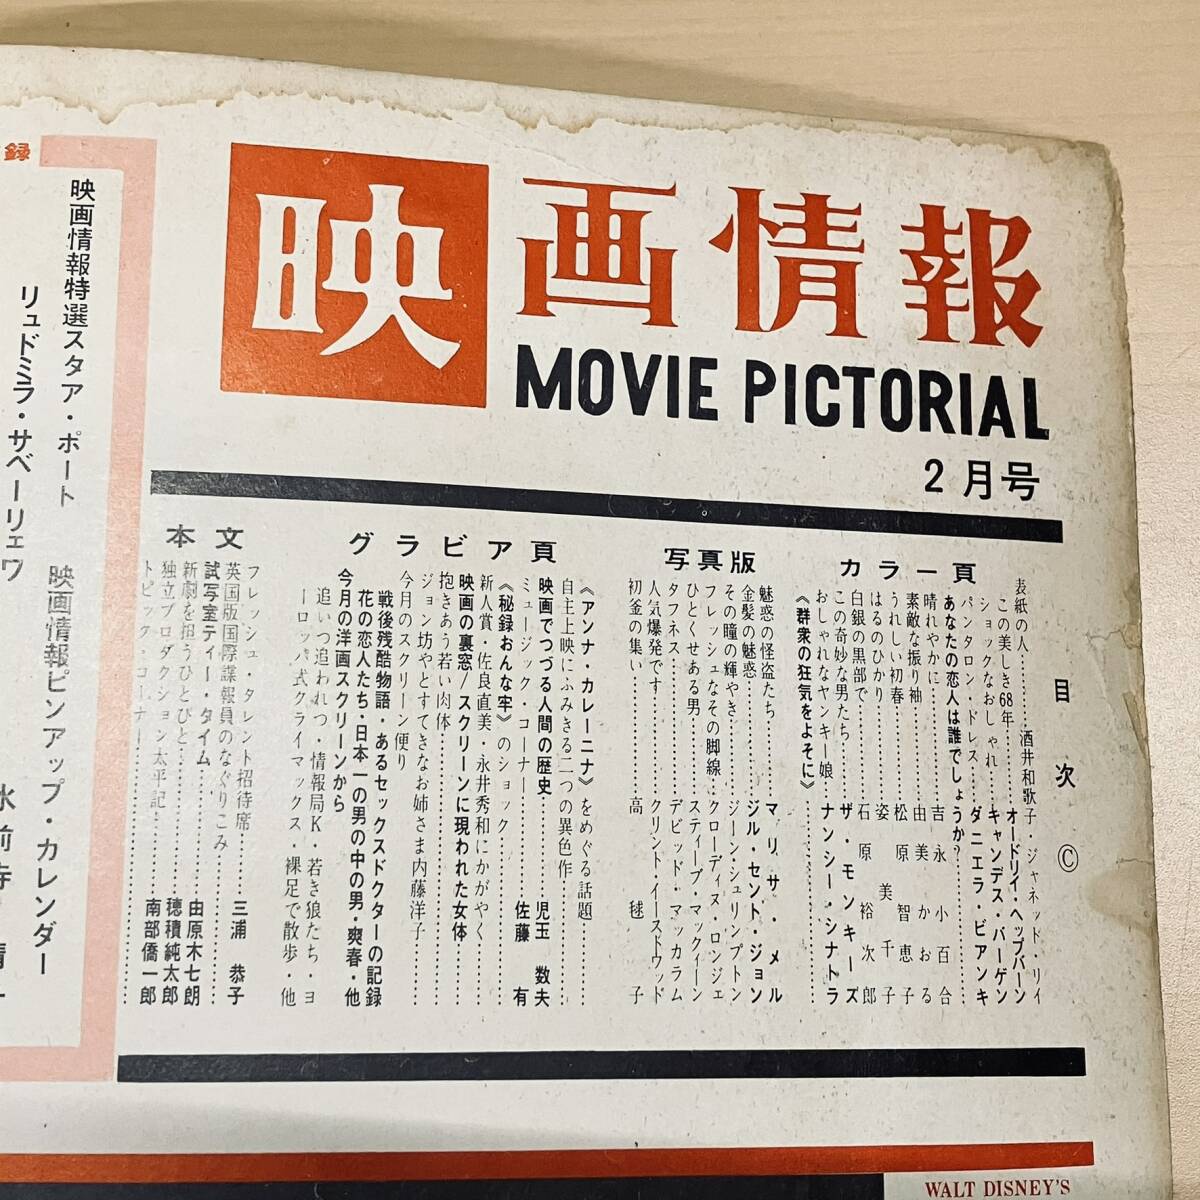 映画情報
MOVIE PICTORIAL
2月号
目次 ©
カラー頁
表紙の人……酒井和歌子・ジャネット・リイ
この美しき68年……オードリイ・ヘップバーン
ショックなおしゃれ……キャンデス・バーゲン
パンタロン・ドレス……ダニエラ・ビアンキ
あなたの恋人は誰でしょうか?
晴れやかに……吉永小百合
素敵な振り袖……由美かおる
うれしい初春……松原智恵子
はるのひかり……姿美千子
白銀の黒部で……石原裕次郎
この奇妙な男たち……ザ・モンキーズ
おしゃれなヤンキー娘……ナンシー・シナトラ
《群衆の狂気をよそに》
写真版
魅惑の怪盗たち……マリサ・メル
金髪の魅惑……ジル・セント・ジョン
その瞳の輝やき……ジーン・シュリンプトン
フレッシュなその脚線……クローディヌ・ロンジェ
ひとくせある男……スティーブ・マックィーン
タフネス……デビッド・マッカラム
人気爆発です……クリント・イーストウッド
初釜の集い……高毬子
グラビア頁
《アンナ・カレーニナ》をめぐる話題……
自主上映にふみきる二つの異色作……
映画でつづる人間の歴史……児玉数夫
ミュージック・コーナー……佐藤有
《秘録おんな牢》のショック……
新人賞・佐良直美・永井秀和にかがやく……
映画の裏窓/スクリーンに現われた女体……
抱きあう若い肉体……
ジョン坊やとすてきなお姉さま内藤洋子……
今月のスクリーン便り
戦後残酷物語・あるセックスドクターの記録
花の恋人たち・日本一の男の中の男・爽春・他
今月の洋画スクリーンから
追いつ追われつ・情報局K・若き狼たち・ヨ
ーロッパ式クライマックス・裸足で散歩・他
本文
フレッシュ・タレント招待席……三浦恭子
英国版国際諜報員のなぐりこみ……
試写室ティー・タイム……由原木七朗
新劇を担うひとびと……穂積純太郎
独立プロダクション太平記……南部僑一郎
トピック・コーナー……
録
映画情報特選スタア・ポート
リュドミラ・サベーリェワ
映画情報ピンアップ・カレンダー
水前寺清子
WALT DISNEY'S